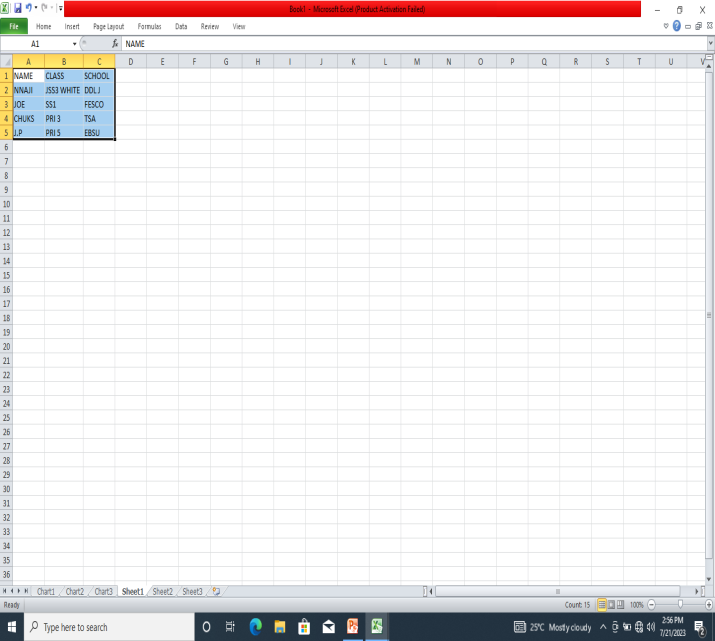 Book1 - Microsoft Excel (Product Activation Failed)
File Home Insert Page Layout Formulas Data Review View
A1 fx NAME
A B C D E F G H I J K L M N O P Q R S T U V
1 NAME CLASS SCHOOL
2 NNAJI JSS3 WHITE DDL J
3 JOE SS1 FESCO
4 CHUKS PRI 3 TSA
5 J.P PRI 5 EBSU
6
7
8
9
10
11
12
13
14
15
16
17
18
19
20
21
22
23
24
25
26
27
28
29
30
31
32
33
34
35
36
Chart1 Chart2 Chart3 Sheet1 Sheet2 Sheet3
Ready Count: 15 100%
Type here to search 25°C Mostly cloudy 2:56 PM
7/21/2023 2